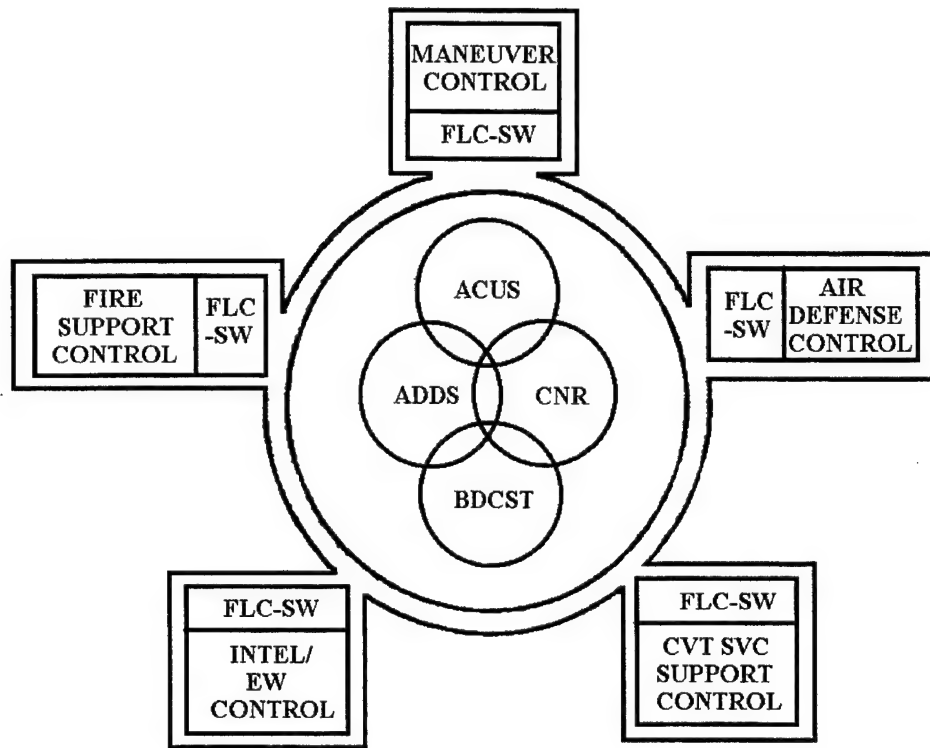 MANEUVER
CONTROL
FLC-SW
FIRE
SUPPORT
CONTROL
FLC
-SW
ACUS
ADDS
CNR
BDCST
FLC
-SW
AIR
DEFENSE
CONTROL
FLC-SW
INTEL/
EW
CONTROL
FLC-SW
CVT SVC
SUPPORT
CONTROL